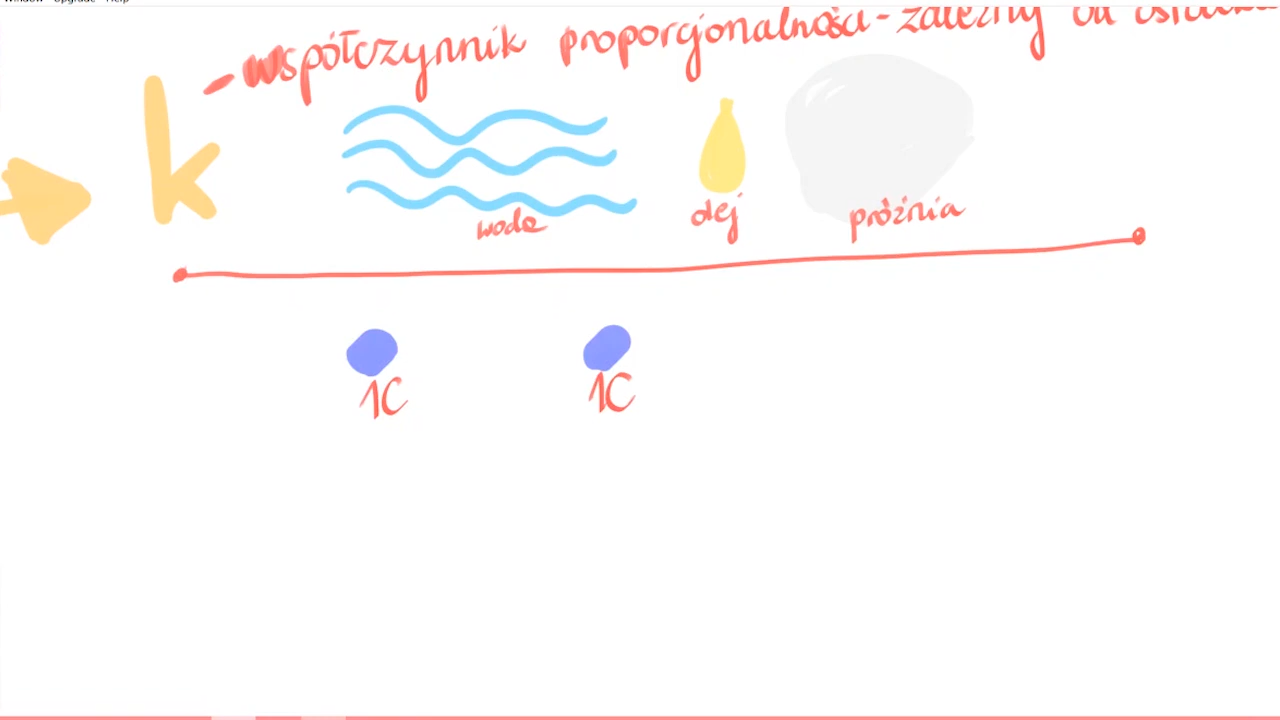 - współczynnik proporcjonalności - zależny od
k
woda
olej
próżnia
1C 1C